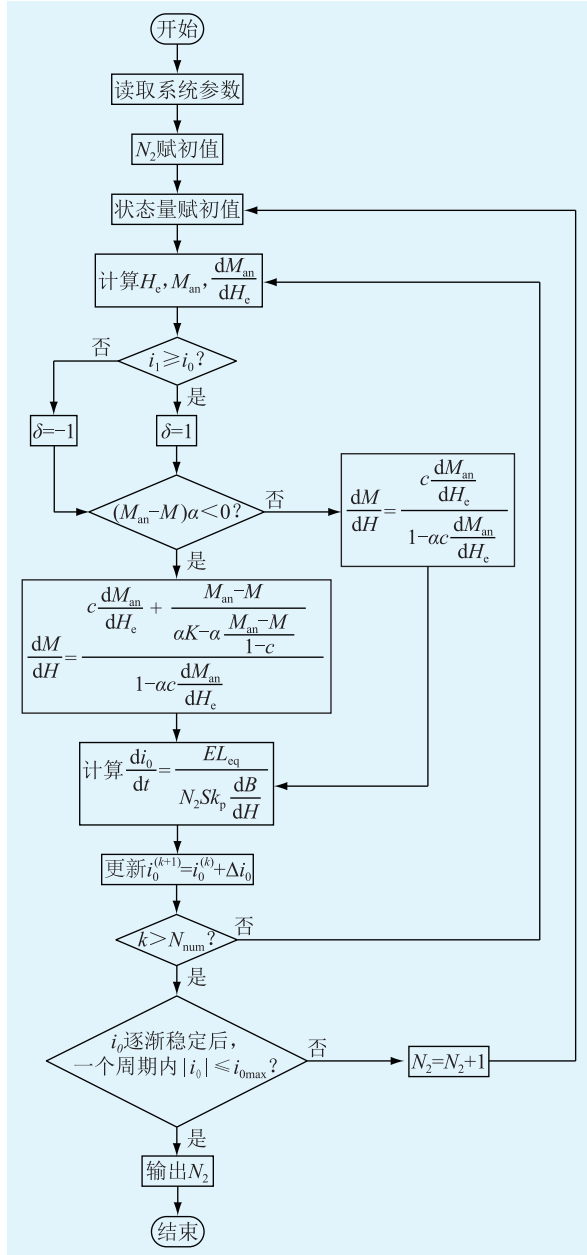 开始
读取系统参数
N₂赋初值
状态量赋初值
计算Hₑ, Mₐₙ, dMₐₙ/dHₑ
i₁≥i₀?
否
是
δ=−1
δ=1
(Mₐₙ−M)α<0?
否
dM/dH = (c dMₐₙ/dHₑ)/(1−αc dMₐₙ/dHₑ)
是
dM/dH = (c dMₐₙ/dHₑ + (Mₐₙ−M)/(αK−α (Mₐₙ−M)/(1−c)))/(1−αc dMₐₙ/dHₑ)
计算 di₀/dt = EL_eq/(N₂Sk_p dB/dH)
更新i₀^(k+1)=i₀^(k)+Δi₀
k>N_num?
否
是
i₀逐渐稳定后,
一个周期内|i₀|≤i_0max?
否
N₂=N₂+1
是
输出N₂
结束